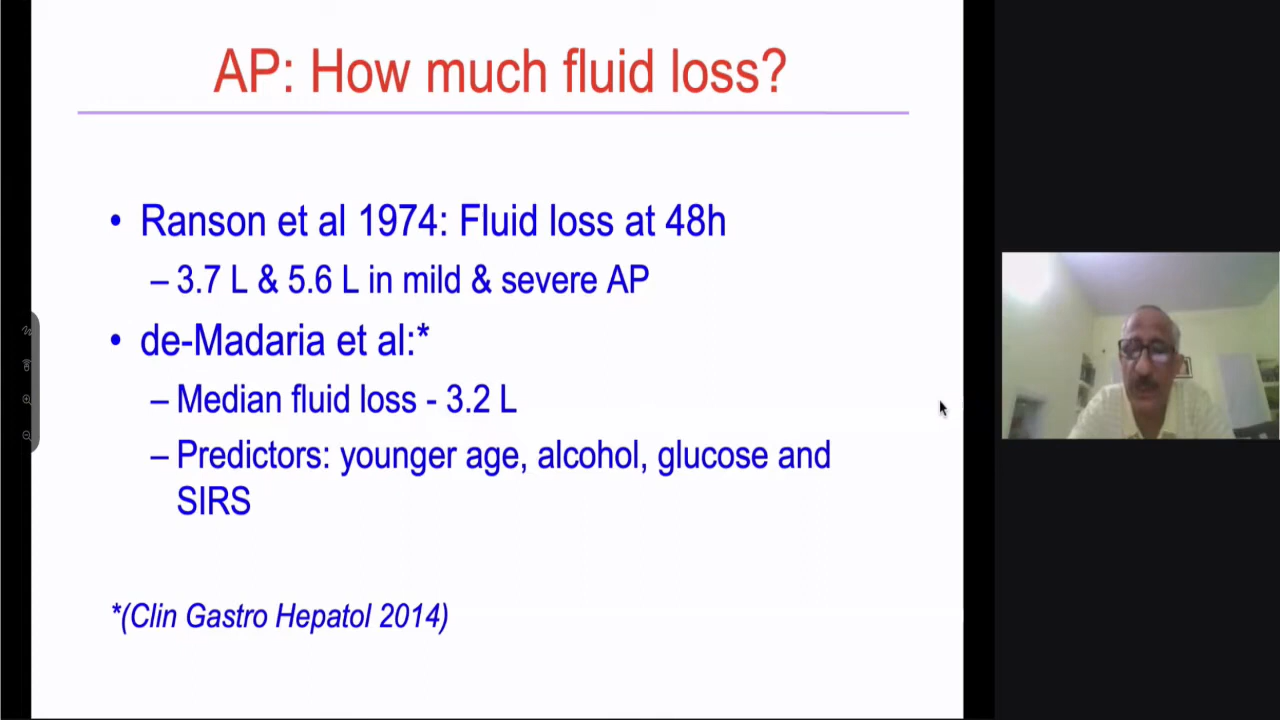 AP: How much fluid loss?
• Ranson et al 1974: Fluid loss at 48h
– 3.7 L & 5.6 L in mild & severe AP
• de-Madaria et al:*
– Median fluid loss - 3.2 L
– Predictors: younger age, alcohol, glucose and
SIRS
*(Clin Gastro Hepatol 2014)